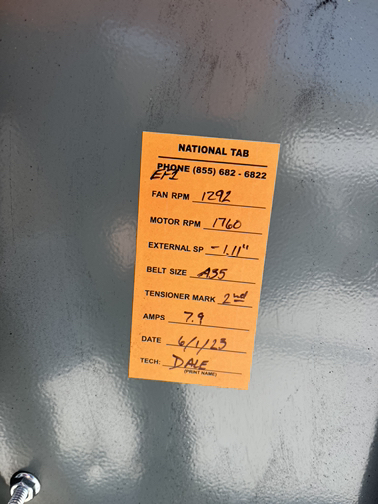 NATIONAL TAB
PHONE (855) 682 - 6822
EF1
FAN RPM 1292
MOTOR RPM 1760
EXTERNAL SP - 1.11"
BELT SIZE A35
TENSIONER MARK 2nd
AMPS 7.9
DATE 6/1/23
TECH: DALE
(PRINT NAME)